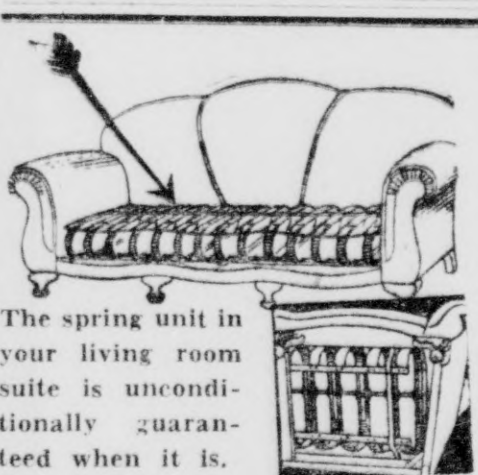 The spring unit in
your living room
suite is uncondi-
tionally guaran-
teed when it is.